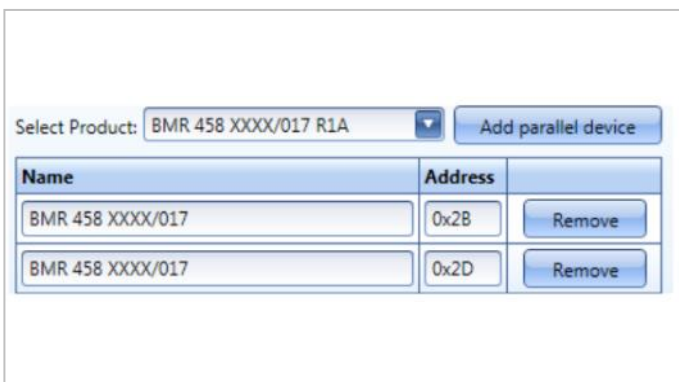 Select Product: BMR 458 XXXX/017 R1A Add parallel device
Name Address
BMR 458 XXXX/017 0x2B Remove
BMR 458 XXXX/017 0x2D Remove